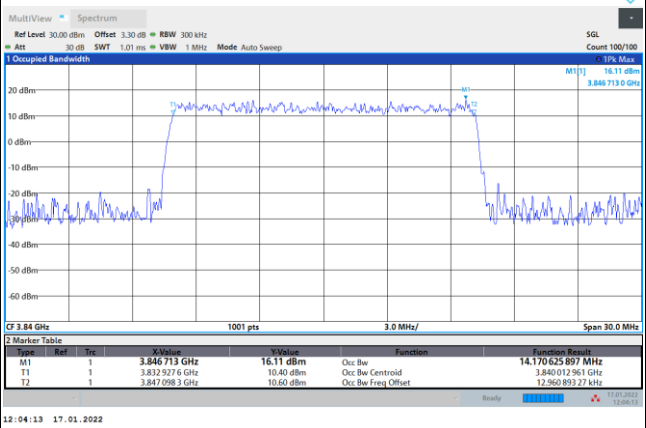 MultiView Spectrum
Ref Level 30.00 dBm Offset 3.30 dB RBW 300 kHz SGL
Att 30 dB SWT 1.01 ms VBW 1 MHz Mode Auto Sweep Count 100/100
1 Occupied Bandwidth 1Pk Max
M1[1] 16.11 dBm
3.846 713 0 GHz
M1
20 dBm
T1 T2
10 dBm
0 dBm
-10 dBm
-20 dBm
-30 dBm
-40 dBm
-50 dBm
-60 dBm
CF 3.84 GHz 1001 pts 3.0 MHz/ Span 30.0 MHz
2 Marker Table
Type Ref Trc X-Value Y-Value Function Function Result
M1 1 3.846 713 GHz 16.11 dBm Occ Bw 14.170 625 897 MHz
T1 1 3.832 927 6 GHz 10.40 dBm Occ Bw Centroid 3.840 012 961 GHz
T2 1 3.847 098 3 GHz 10.60 dBm Occ Bw Freq Offset 12.960 893 27 kHz
Ready 17.01.2022
12:04:13
12:04:13 17.01.2022